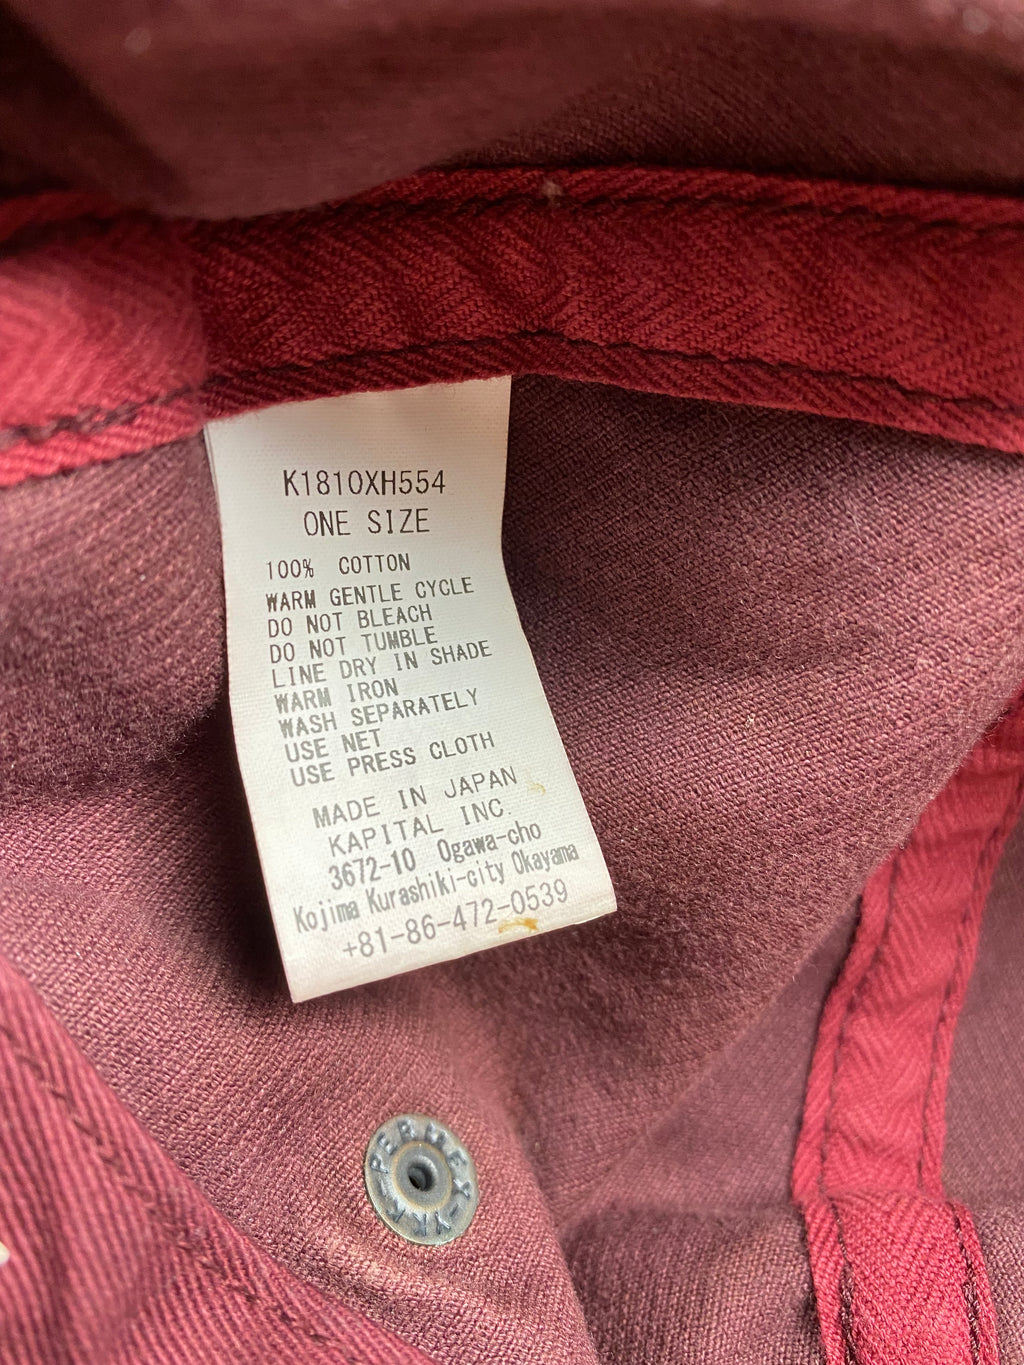 K1810XH554
ONE SIZE
100% COTTON
WARM GENTLE CYCLE
DO NOT BLEACH
DO NOT TUMBLE
LINE DRY IN SHADE
WARM IRON
WASH SEPARATELY
USE NET
USE PRESS CLOTH
MADE IN JAPAN
KAPITAL INC.
3672-10 Ogawa-cho
Kojima Kurashiki-city Okayama
+81-86-472-0539
PERMEX-YKK